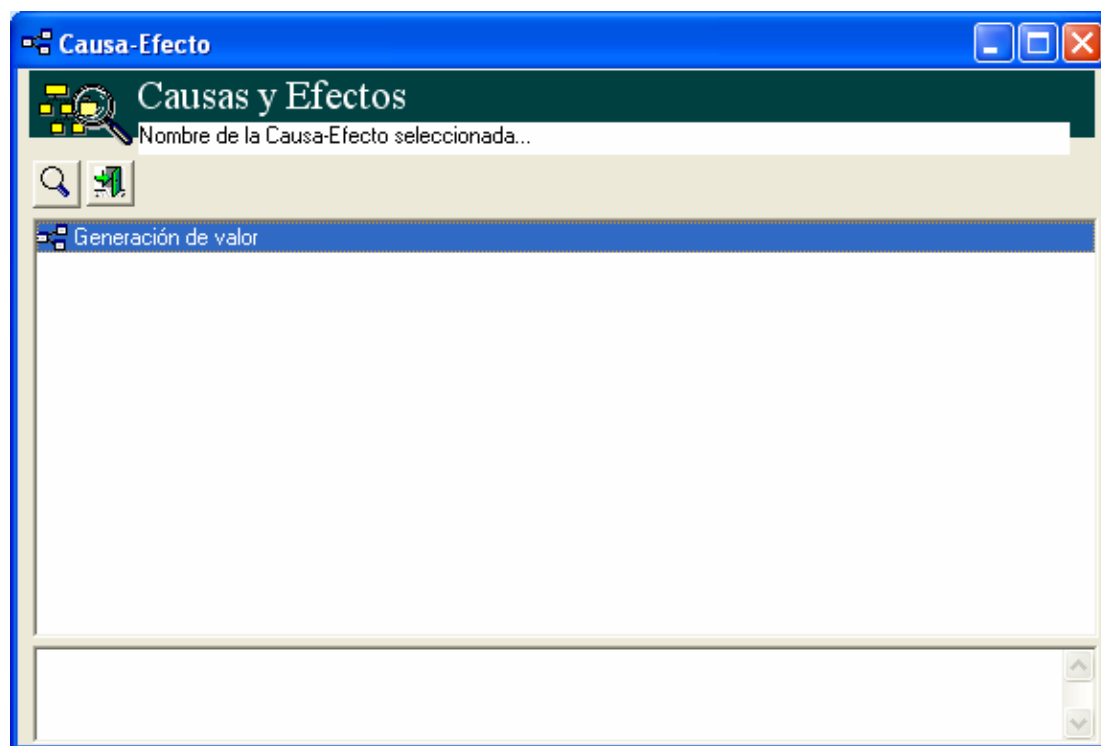 Causa-Efecto
Causas y Efectos
Nombre de la Causa-Efecto seleccionada...
Generación de valor